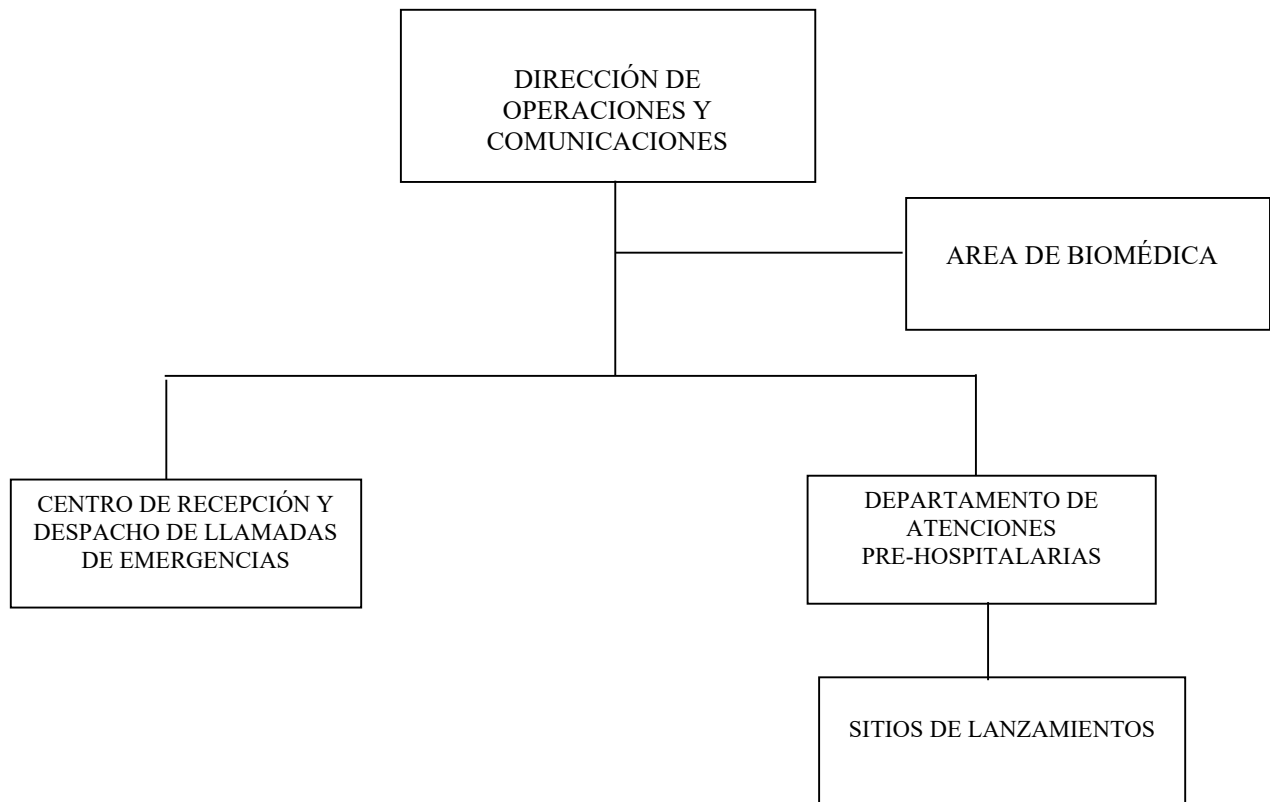 DIRECCIÓN DE
OPERACIONES Y
COMUNICACIONES
AREA DE BIOMÉDICA
CENTRO DE RECEPCIÓN Y
DESPACHO DE LLAMADAS
DE EMERGENCIAS
DEPARTAMENTO DE
ATENCIONES
PRE-HOSPITALARIAS
SITIOS DE LANZAMIENTOS